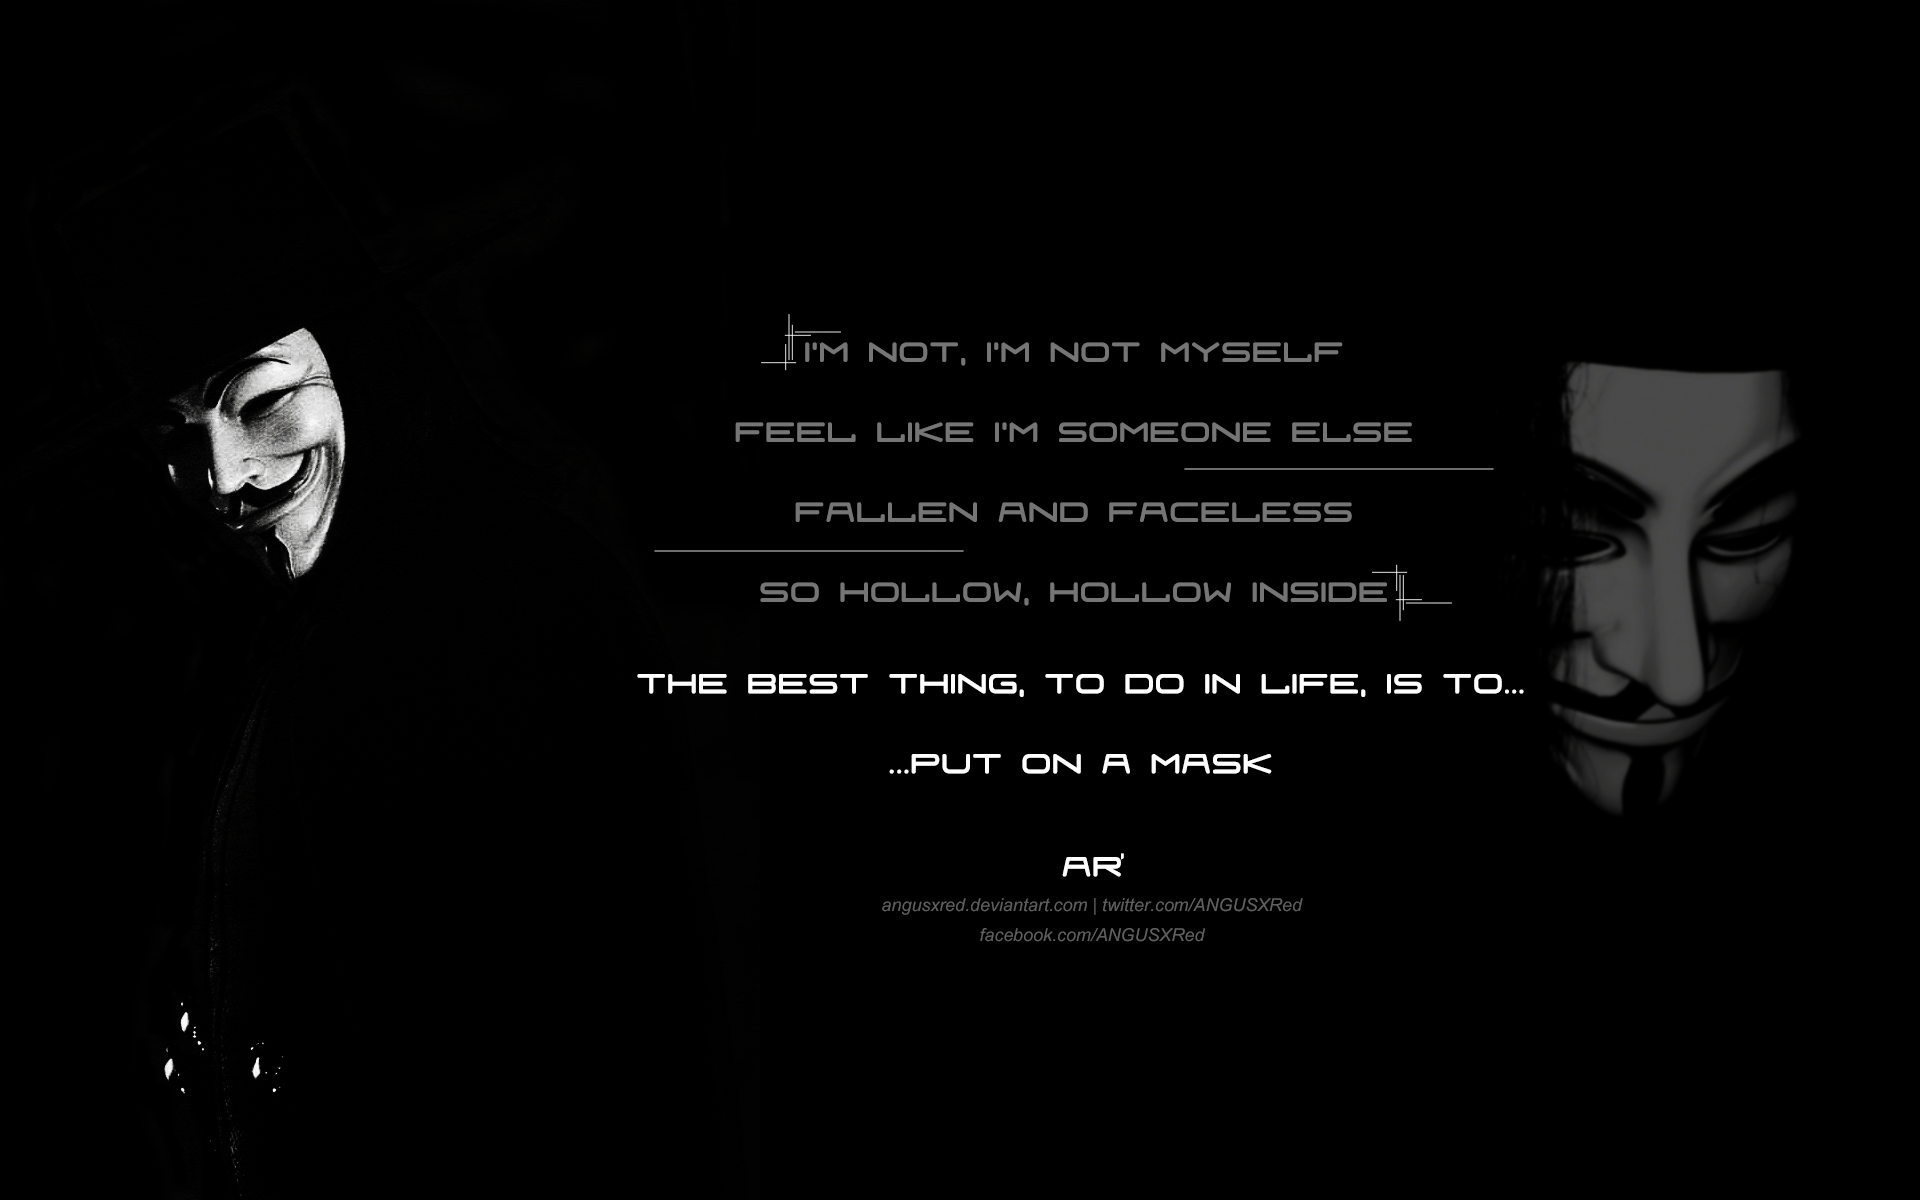 I'M NOT, I'M NOT MYSELF
FEEL LIKE I'M SOMEONE ELSE
FALLEN AND FACELESS
SO HOLLOW, HOLLOW INSIDE
THE BEST THING, TO DO IN LIFE, IS TO...
...PUT ON A MASK
AR'
angusxred.deviantart.com | twitter.com/ANGUSXRed
facebook.com/ANGUSXRed